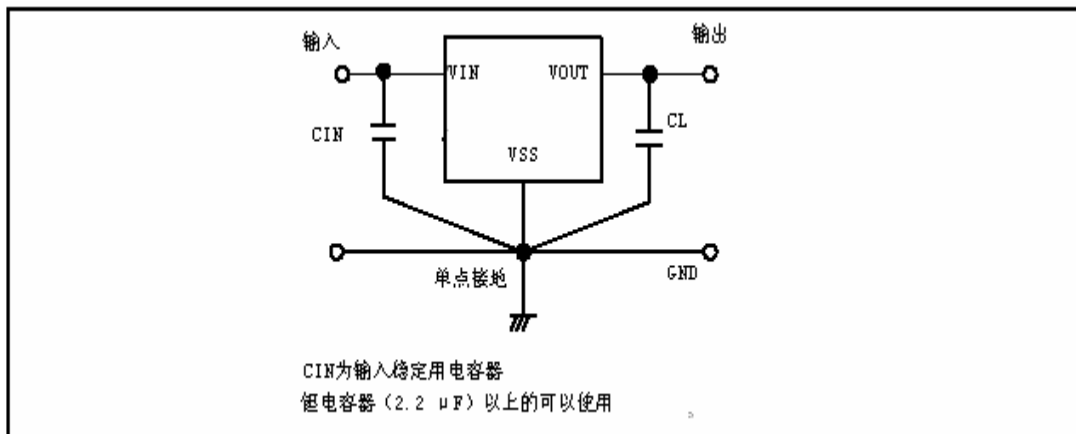 输入
输出
VIN
VOUT
CIN
CL
VSS
单点接地
GND
CIN为输入稳定用电容器
钽电容器（2.2 μF）以上的可以使用